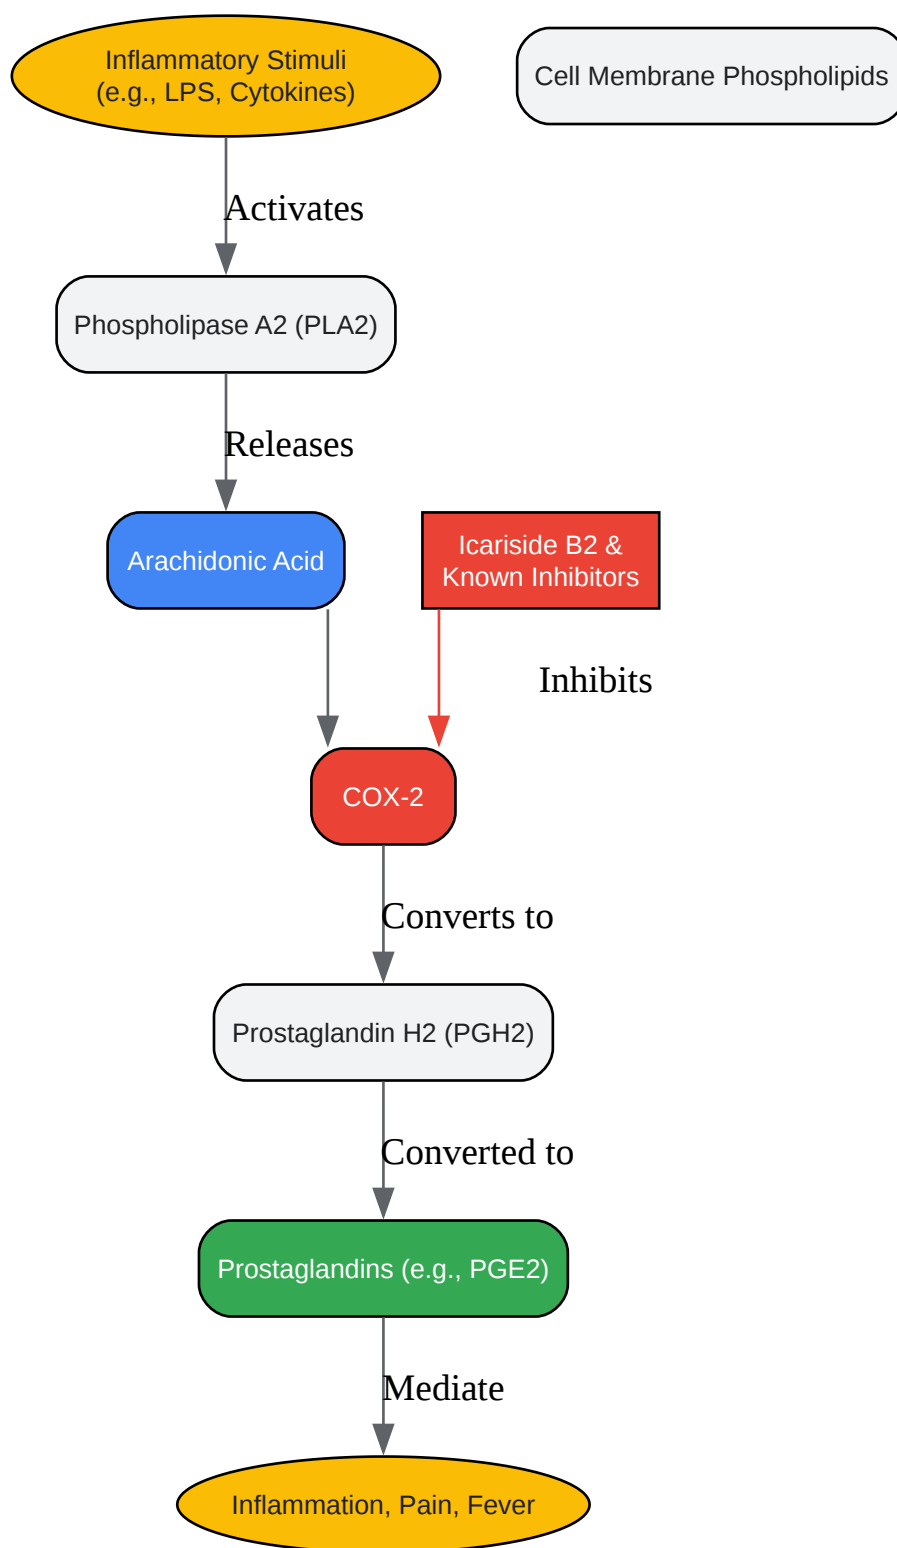 Inflammatory Stimuli
(e.g., LPS, Cytokines)
Cell Membrane Phospholipids
Activates
Phospholipase A2 (PLA2)
Releases
Arachidonic Acid
Icariside B2 &
Known Inhibitors
Inhibits
COX-2
Converts to
Prostaglandin H2 (PGH2)
Converted to
Prostaglandins (e.g., PGE2)
Mediate
Inflammation, Pain, Fever